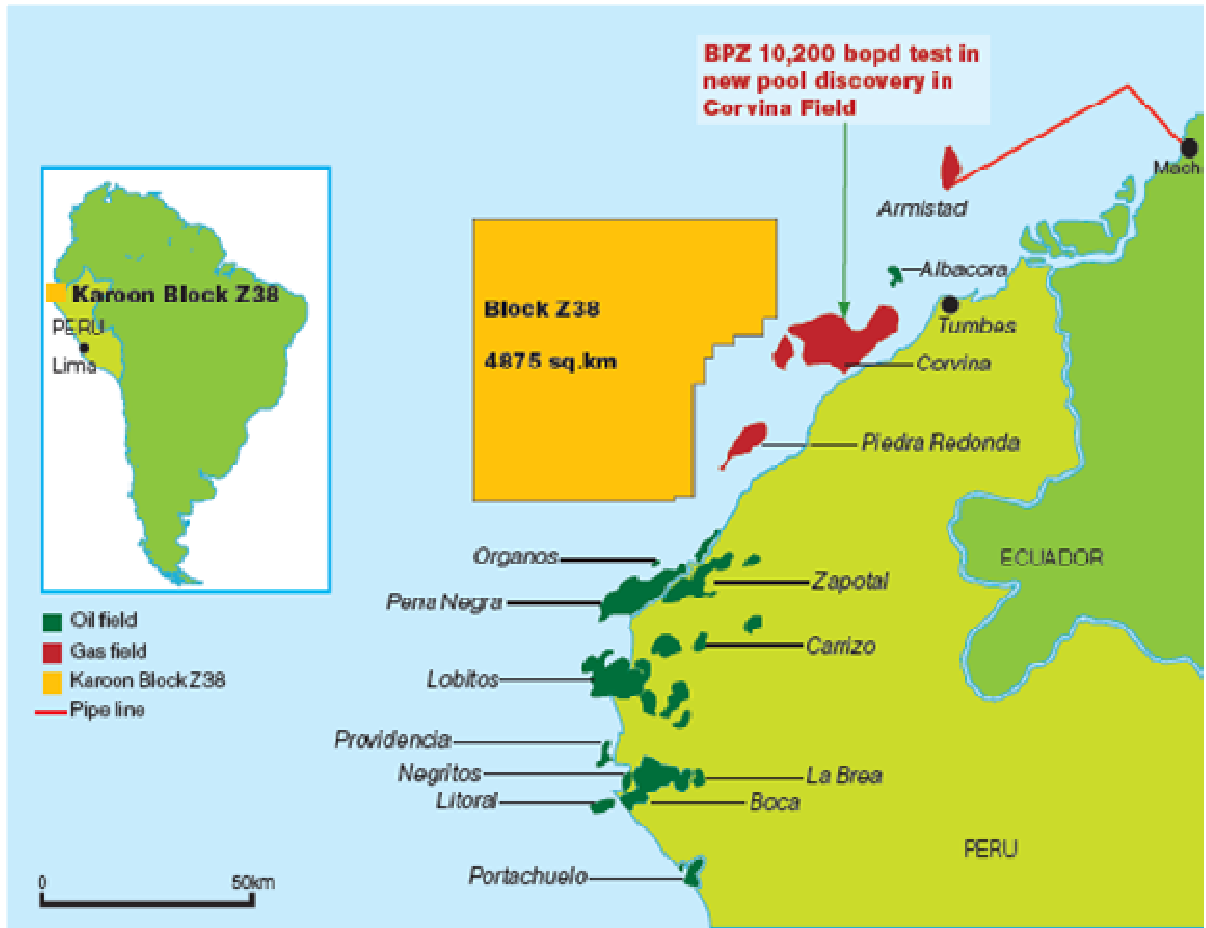 BPZ 10,200 bopd test in
new pool discovery in
Corvina Field
Mach
Armistad
Albacora
Karoon Block Z38
Block Z38
PERU
Tumbes
Lima
4875 sq.km
Corvina
Piedra Redonda
Organos
ECUADOR
Zapotal
Pena Negra
Oil field
Gas field
Carrizo
Karoon Block Z38
Lobitos
Pipe line
Providencia
Negritos
La Brea
Litoral
Boca
PERU
0 50km
Portachuelo